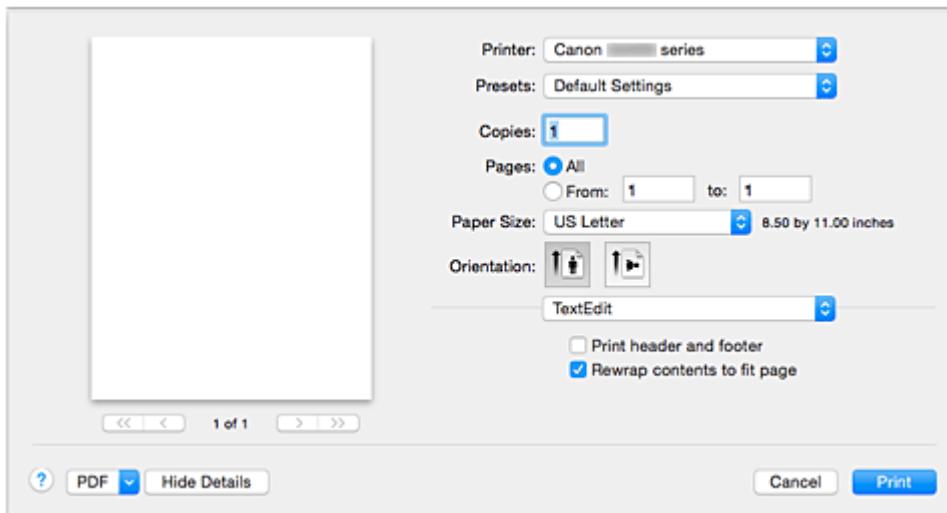 Printer: Canon series
Presets: Default Settings
Copies: 1
Pages: All
From: 1 to: 1
Paper Size: US Letter 8.50 by 11.00 inches
Orientation:
TextEdit
Print header and footer
Rewrap contents to fit page
<< < 1 of 1 > >>
? PDF Hide Details Cancel Print